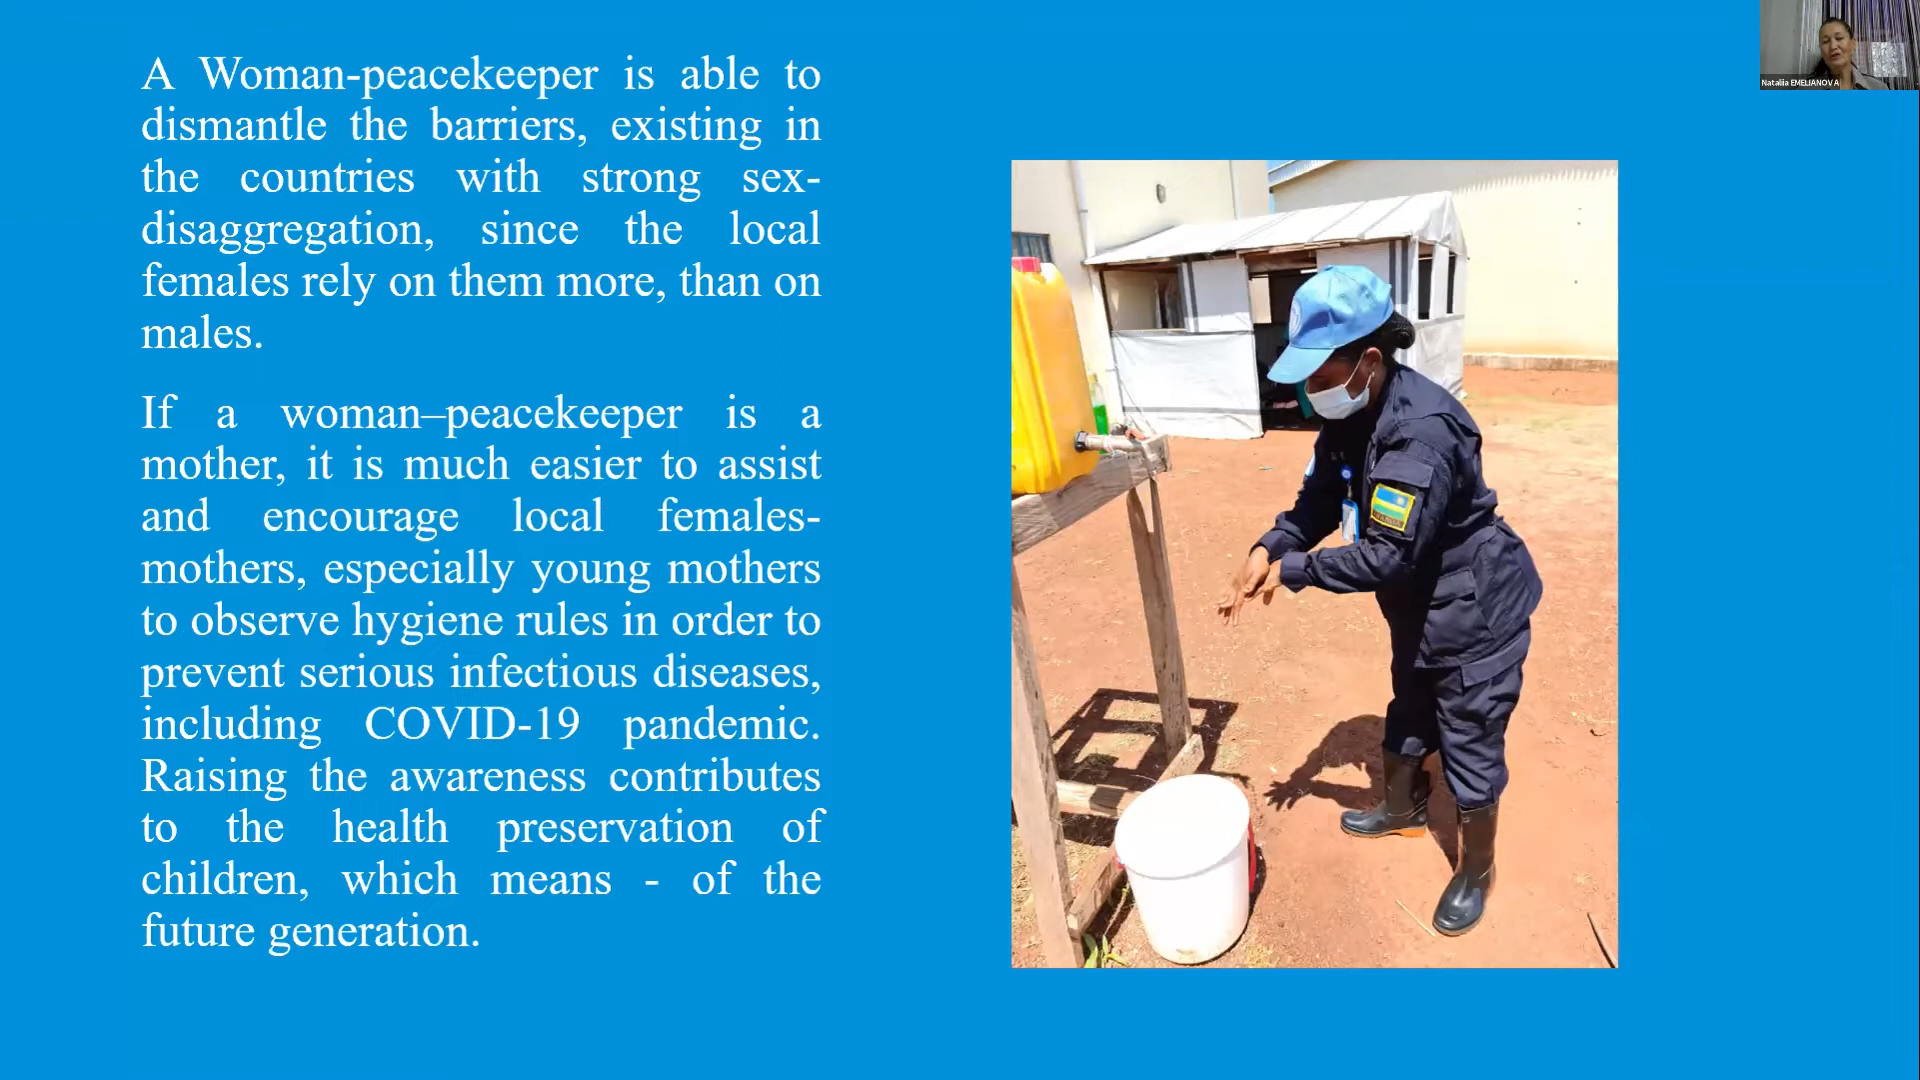 A Woman-peacekeeper is able to
dismantle the barriers, existing in
the countries with strong sex-
disaggregation, since the local
females rely on them more, than on
males.
If a woman–peacekeeper is a
mother, it is much easier to assist
and encourage local females-
mothers, especially young mothers
to observe hygiene rules in order to
prevent serious infectious diseases,
including COVID-19 pandemic.
Raising the awareness contributes
to the health preservation of
children, which means - of the
future generation.
Nataliia EMELIANOVA